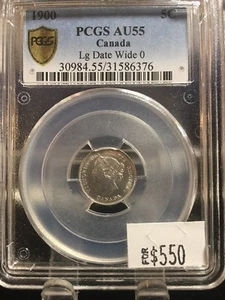 1900 5C
PCGS AU55
Canada
Lg Date Wide 0
30984.55/31586376
PCGS
FOR
$550